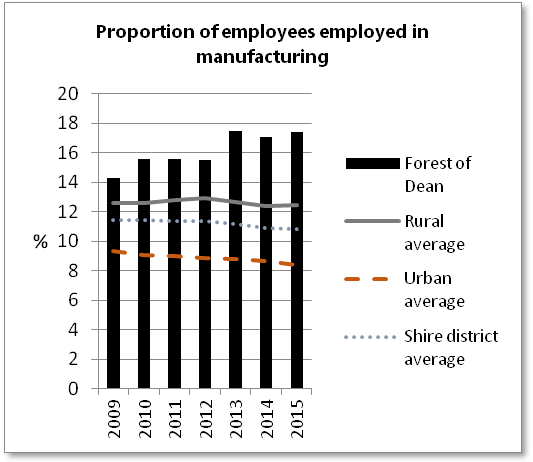 Proportion of employees employed in
manufacturing
20
18
16
14
12
10
8
6
4
2
0
%
2009
2010
2011
2012
2013
2014
2015
Forest of
Dean
Rural
average
Urban
average
Shire district
average